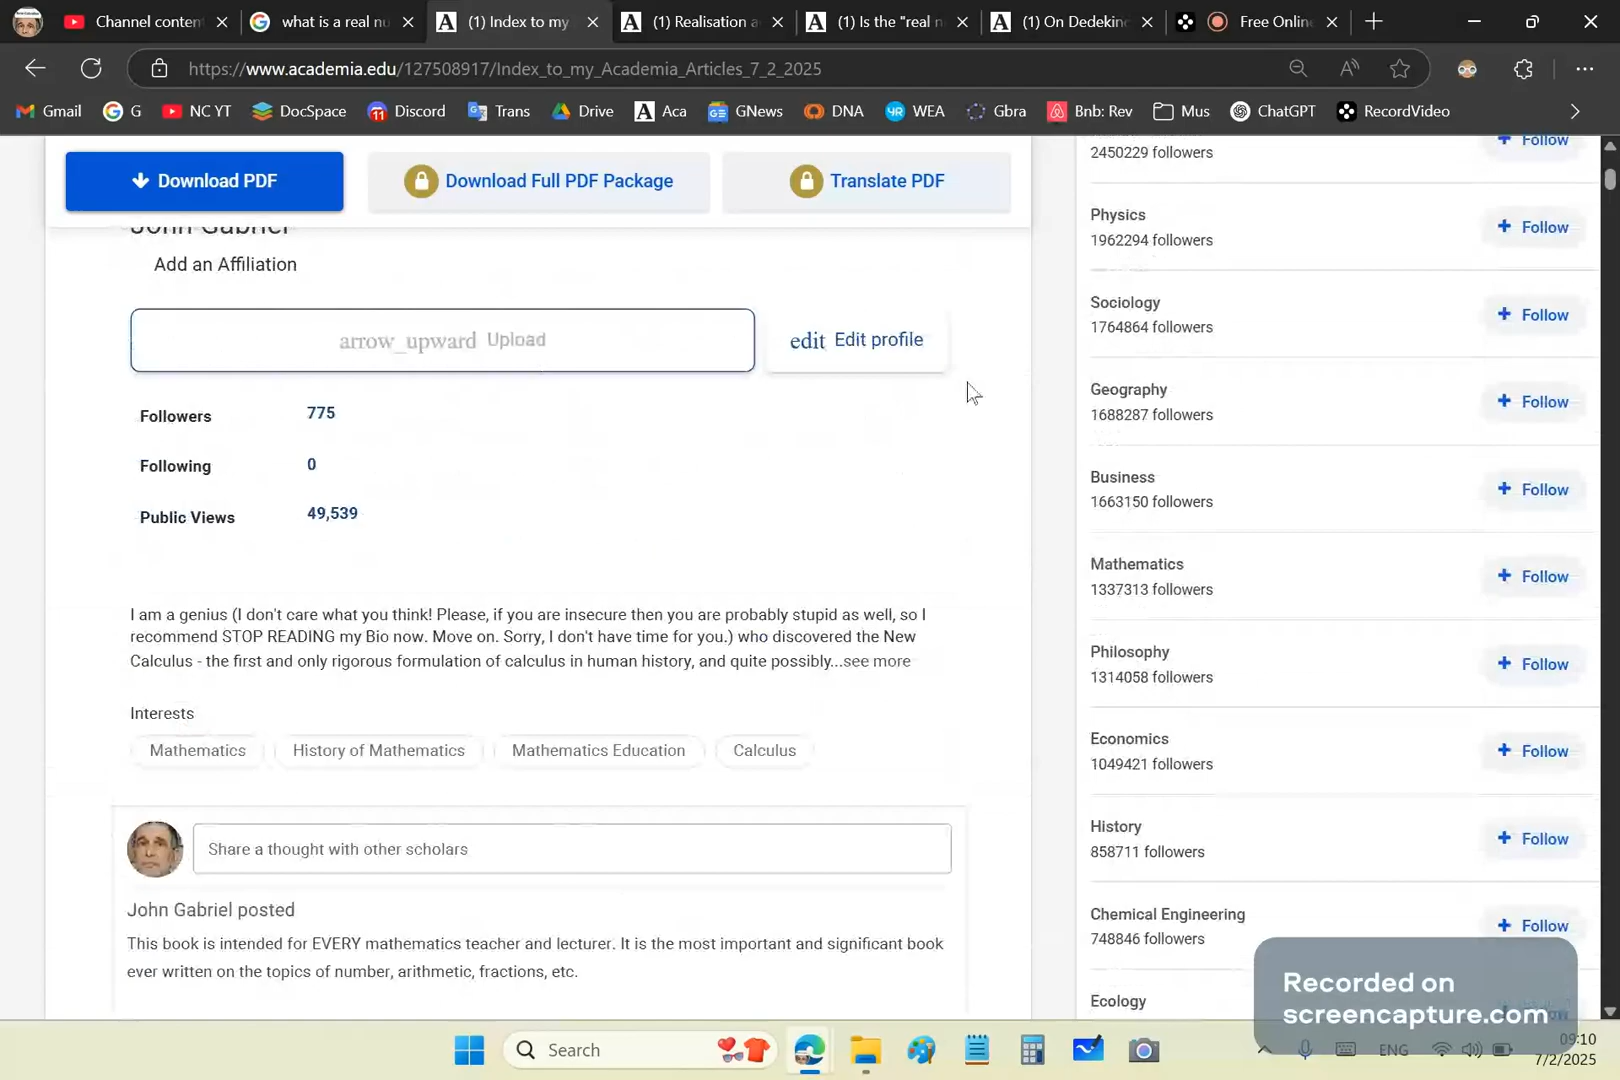 Channel conten
what is a real nu
(1) Index to my
(1) Realisation a
(1) Is the "real n
(1) On Dedekin
Free Onlin
https://www.academia.edu/127508917/Index_to_my_Academia_Articles_7_2_2025
Gmail
G
NC YT
DocSpace
11
Discord
Trans
Drive
Aca
GNews
DNA
WEA
Gbra
Bnb: Rev
Mus
ChatGPT
RecordVideo
Download PDF
Download Full PDF Package
Translate PDF
John Gabriel
Add an Affiliation
arrow_upward Upload
edit Edit profile
Followers 775
Following 0
Public Views 49,539
I am a genius (I don't care what you think! Please, if you are insecure then you are probably stupid as well, so I
recommend STOP READING my Bio now. Move on. Sorry, I don't have time for you.) who discovered the New
Calculus - the first and only rigorous formulation of calculus in human history, and quite possibly...see more
Interests
Mathematics
History of Mathematics
Mathematics Education
Calculus
Share a thought with other scholars
John Gabriel posted
This book is intended for EVERY mathematics teacher and lecturer. It is the most important and significant book
ever written on the topics of number, arithmetic, fractions, etc.
2450229 followers
+ Follow
Physics
1962294 followers
+ Follow
Sociology
1764864 followers
+ Follow
Geography
1688287 followers
+ Follow
Business
1663150 followers
+ Follow
Mathematics
1337313 followers
+ Follow
Philosophy
1314058 followers
+ Follow
Economics
1049421 followers
+ Follow
History
858711 followers
+ Follow
Chemical Engineering
748846 followers
+ Follow
Ecology
Recorded on
screencapture.com
Search
ENG
09:10
7/2/2025